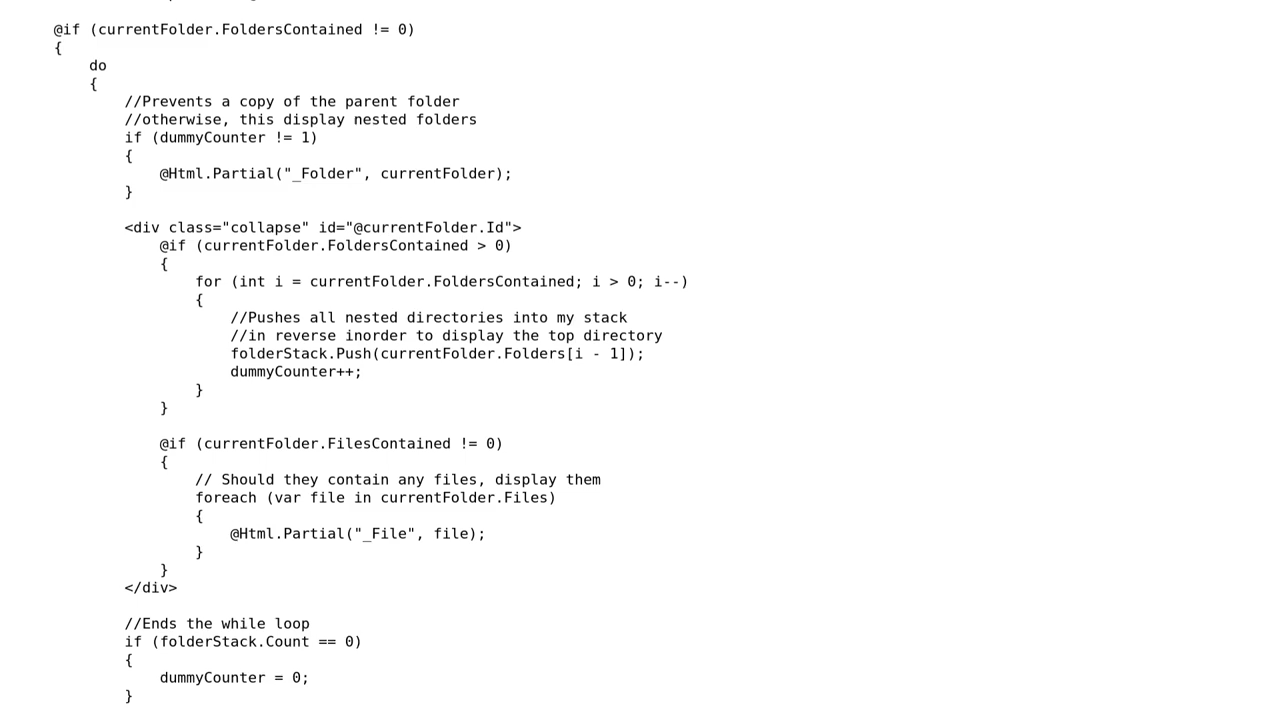 @if (currentFolder.FoldersContained != 0)
{
do
{
//Prevents a copy of the parent folder
//otherwise, this display nested folders
if (dummyCounter != 1)
{
@Html.Partial("_Folder", currentFolder);
}
<div class="collapse" id="@currentFolder.Id">
@if (currentFolder.FoldersContained > 0)
{
for (int i = currentFolder.FoldersContained; i > 0; i--)
{
//Pushes all nested directories into my stack
//in reverse inorder to display the top directory
folderStack.Push(currentFolder.Folders[i - 1]);
dummyCounter++;
}
}
@if (currentFolder.FilesContained != 0)
{
// Should they contain any files, display them
foreach (var file in currentFolder.Files)
{
@Html.Partial("_File", file);
}
}
</div>
//Ends the while loop
if (folderStack.Count == 0)
{
dummyCounter = 0;
}